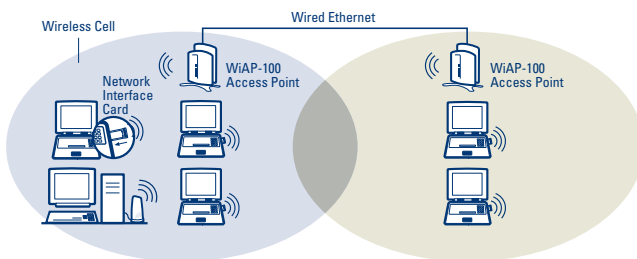 Wired Ethernet
Wireless Cell
WiAP-100
Access Point
WiAP-100
Access Point
Network
Interface
Card